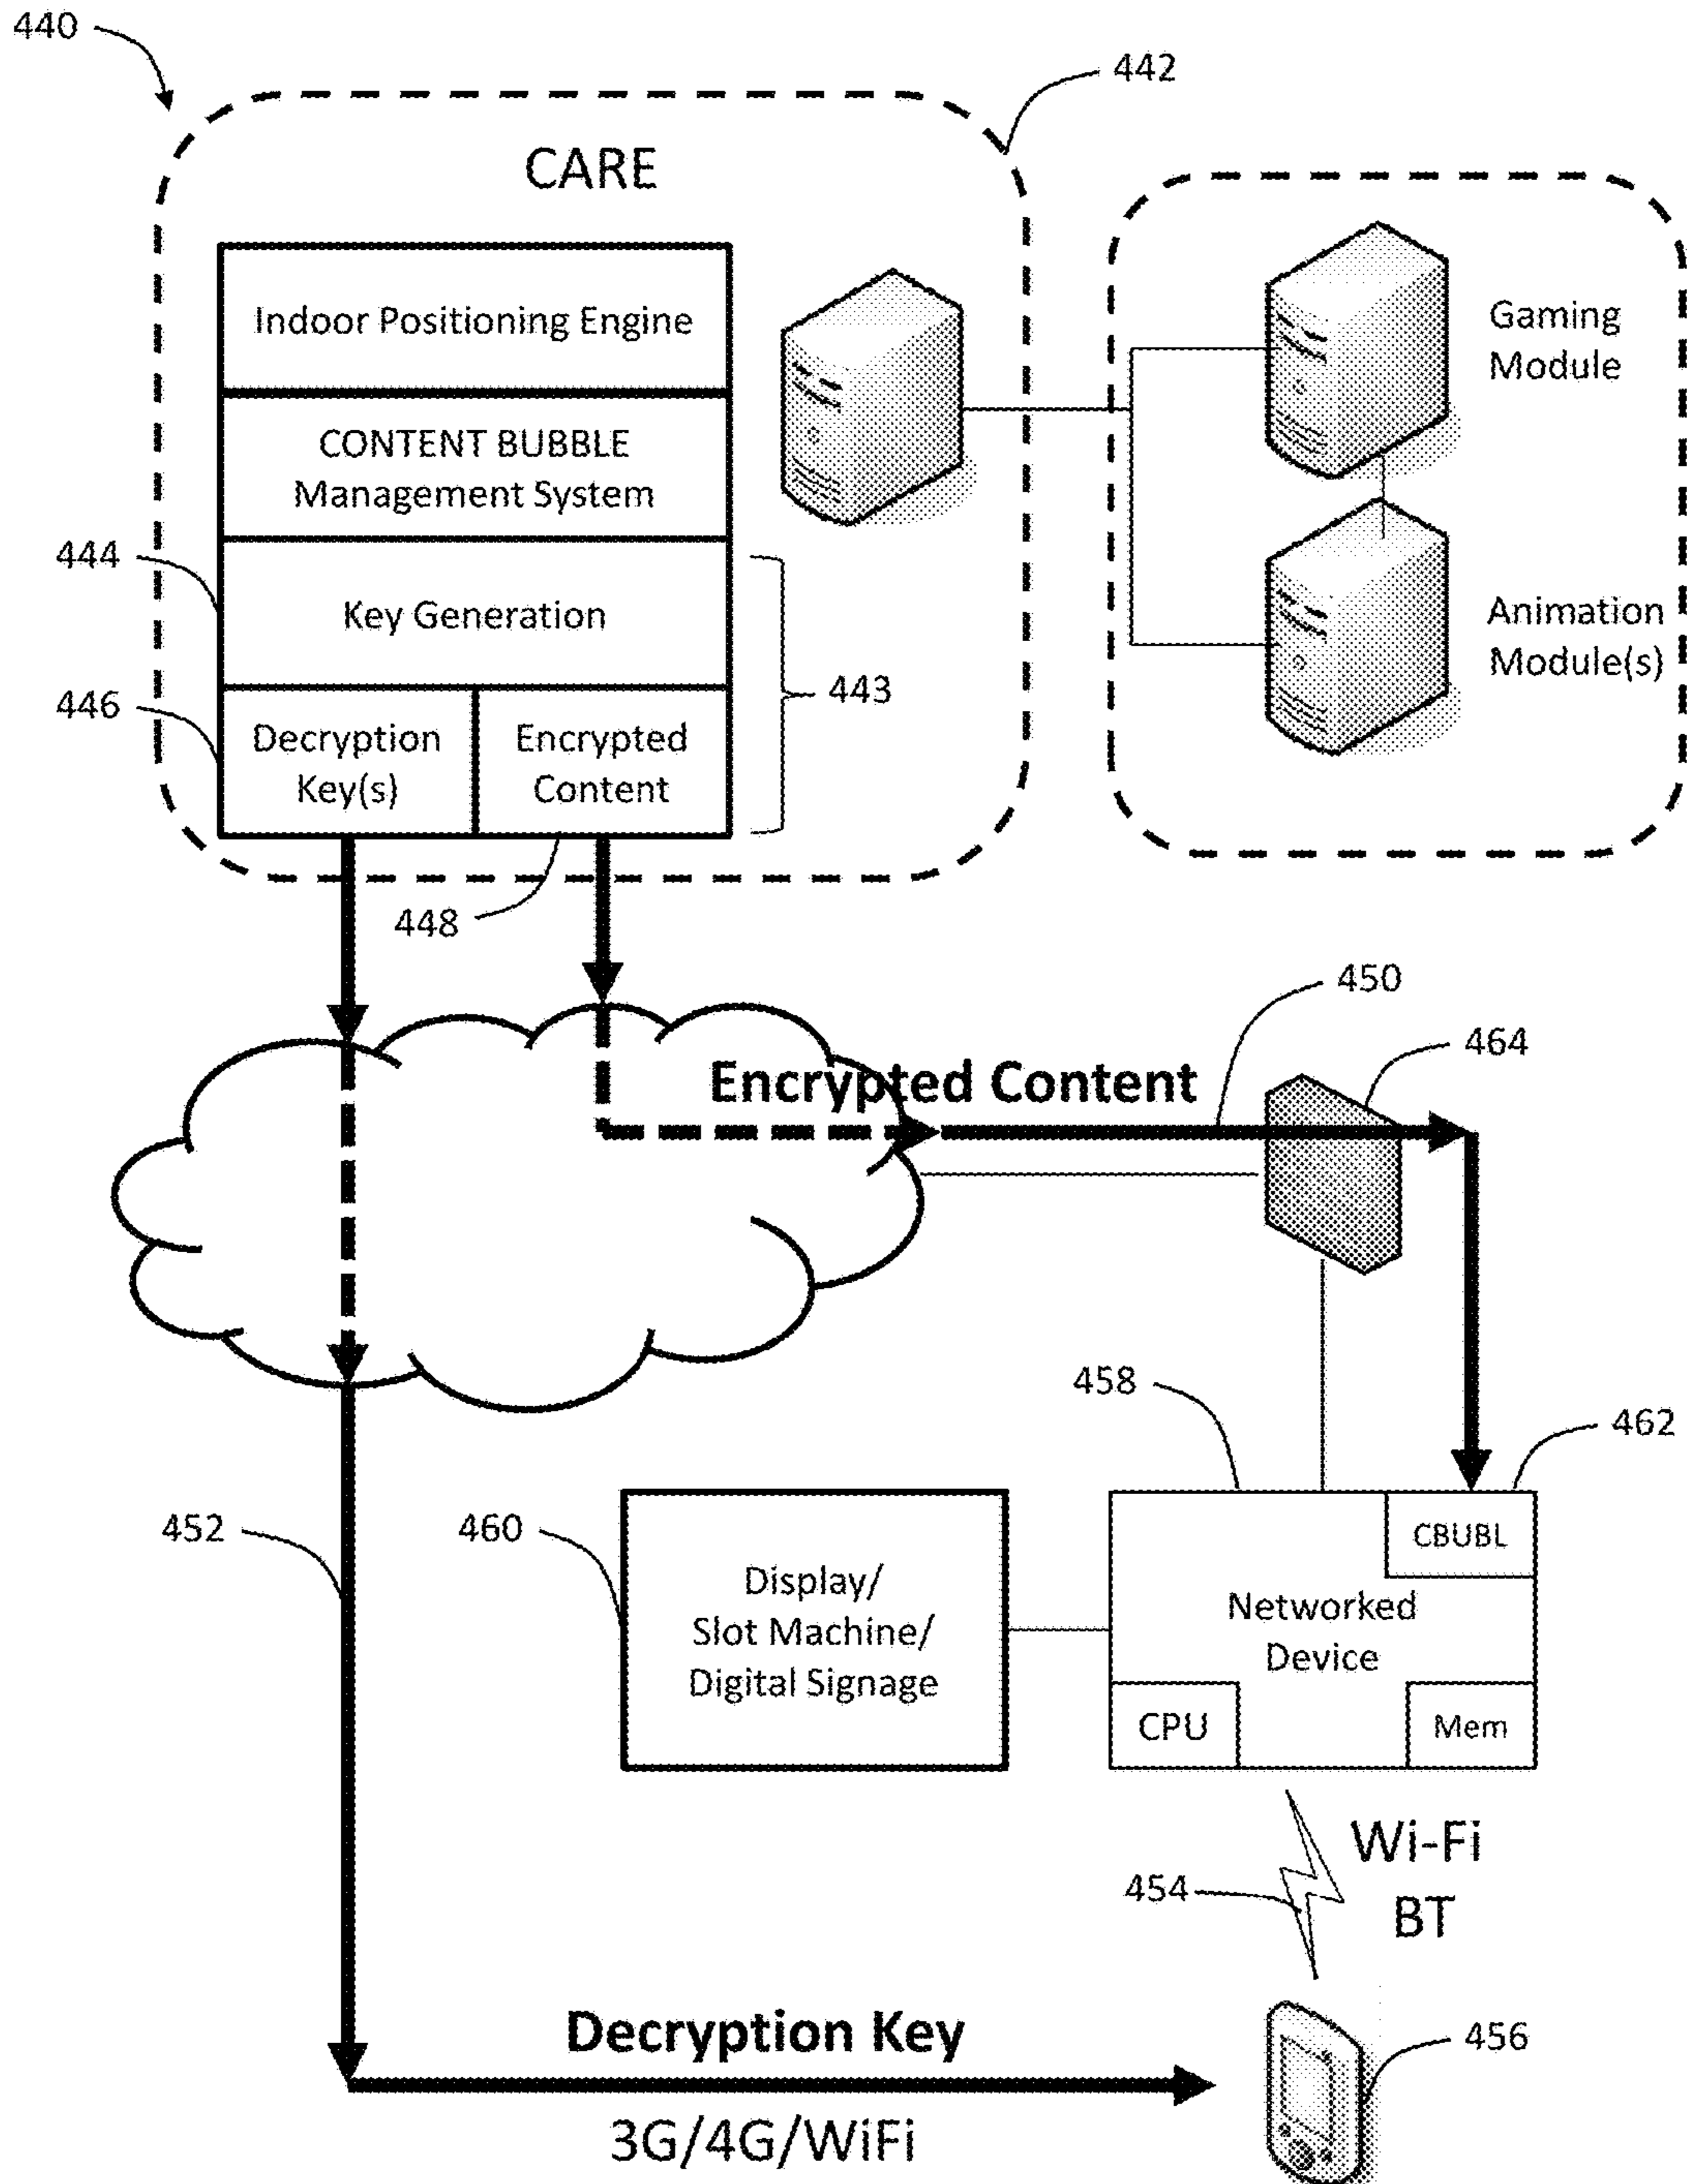 440
442
CARE
Indoor Positioning Engine
Gaming
Module
CONTENT BUBBLE
Management System
444
Key Generation
Animation
Module(s)
443
446
Decryption
Key(s)
Encrypted
Content
448
450
464
Encrypted Content
458
462
452
460
CBUBL
Display/
Slot Machine/
Digital Signage
Networked
Device
CPU
Mem
Wi-Fi
BT
454
Decryption Key
456
3G/4G/WiFi